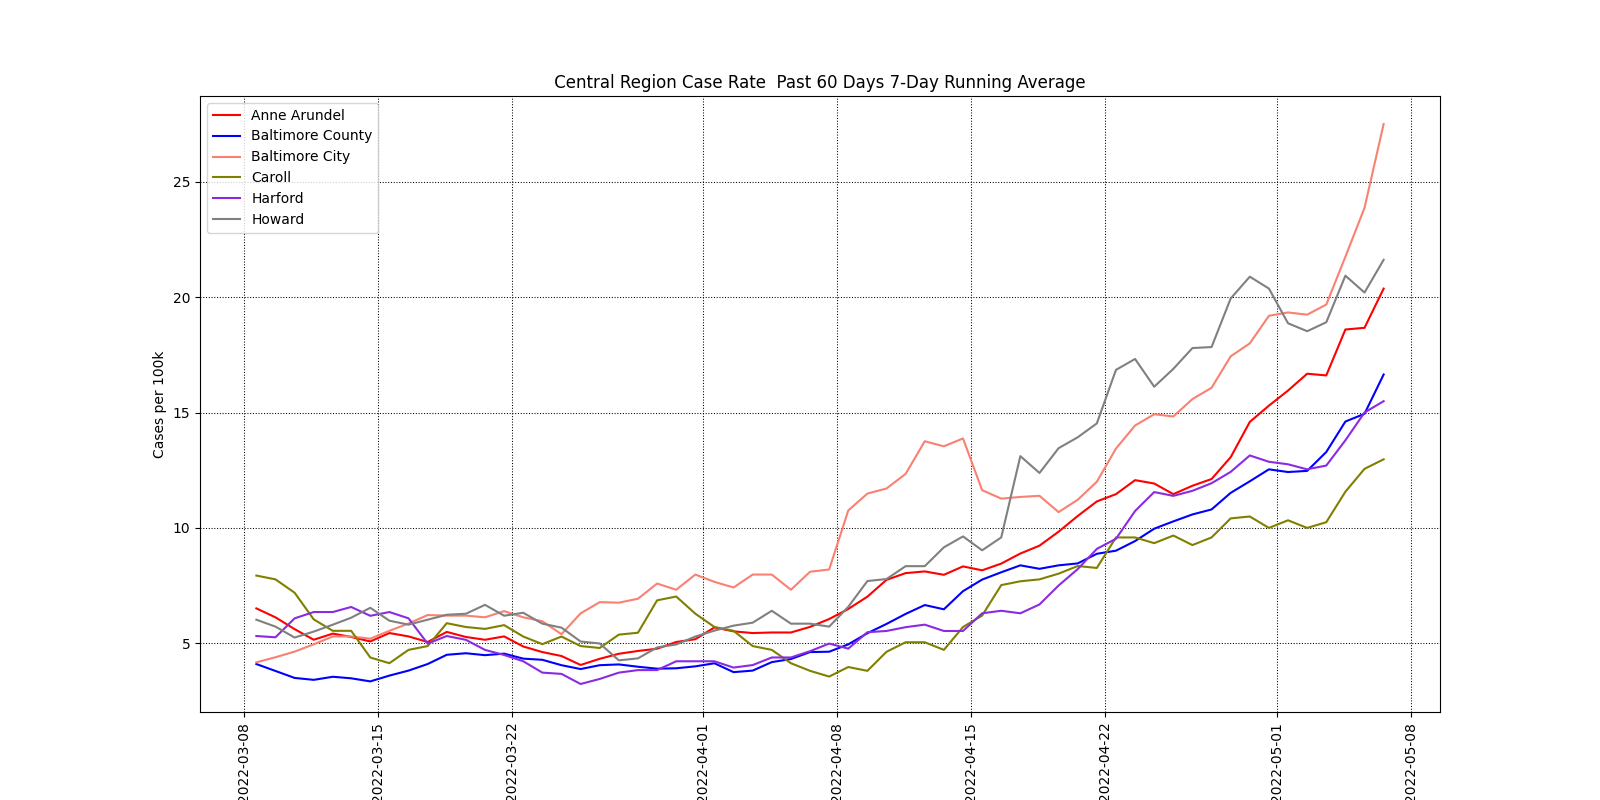 Central Region Case Rate  Past 60 Days 7-Day Running Average
Anne Arundel
Baltimore County
Baltimore City
Caroll
Harford
Howard
Cases per 100k
25
20
15
10
5
2022-03-08
2022-03-15
2022-03-22
2022-04-01
2022-04-08
2022-04-15
2022-04-22
2022-05-01
2022-05-08